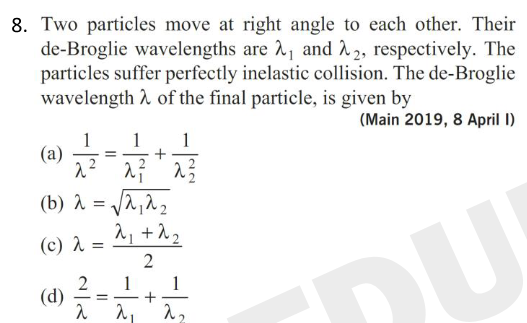 8. Two particles move at right angle to each other. Their
de-Broglie wavelengths are λ₁ and λ₂, respectively. The
particles suffer perfectly inelastic collision. The de-Broglie
wavelength λ of the final particle, is given by
(Main 2019, 8 April I)
(a) 1/λ² = 1/λ₁² + 1/λ₂²
(b) λ = √λ₁λ₂
(c) λ = (λ₁ + λ₂)/2
(d) 2/λ = 1/λ₁ + 1/λ₂